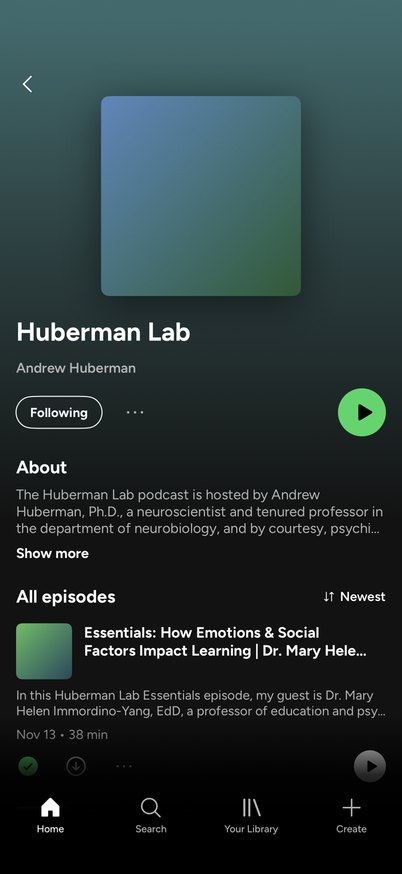 Huberman Lab
Andrew Huberman
Following
About
The Huberman Lab podcast is hosted by Andrew
Huberman, Ph.D., a neuroscientist and tenured professor in
the department of neurobiology, and by courtesy, psychi...
Show more
All episodes
Newest
Essentials: How Emotions & Social
Factors Impact Learning | Dr. Mary Hele...
In this Huberman Lab Essentials episode, my guest is Dr. Mary
Helen Immordino-Yang, EdD, a professor of education and psy...
Nov 13 • 38 min
Home
Search
Your Library
Create